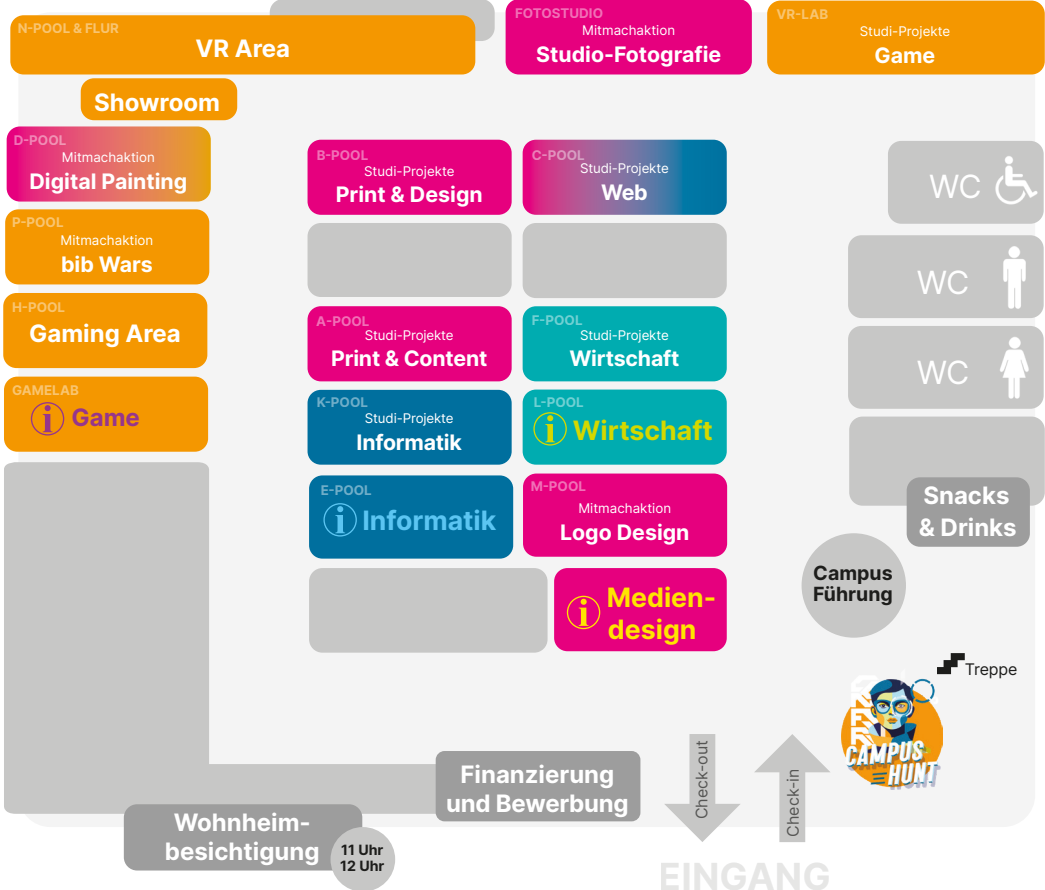 N-POOL & FLUR
VR Area
FOTOSTUDIO
Mitmachaktion
Studio-Fotografie
VR-LAB
Studi-Projekte
Game
Showroom
D-POOL
Mitmachaktion
Digital Painting
B-POOL
Studi-Projekte
Print & Design
C-POOL
Studi-Projekte
Web
WC
P-POOL
Mitmachaktion
bib Wars
WC
H-POOL
Gaming Area
A-POOL
Studi-Projekte
Print & Content
F-POOL
Studi-Projekte
Wirtschaft
WC
GAMELAB
i Game
K-POOL
Studi-Projekte
Informatik
L-POOL
i Wirtschaft
E-POOL
i Informatik
M-POOL
Mitmachaktion
Logo Design
Snacks
& Drinks
Campus
Führung
i Medien-
design
Treppe
CAMPUS
HUNT
Finanzierung
und Bewerbung
Check-out
Check-in
Wohnheim-
besichtigung
11 Uhr
12 Uhr
EINGANG